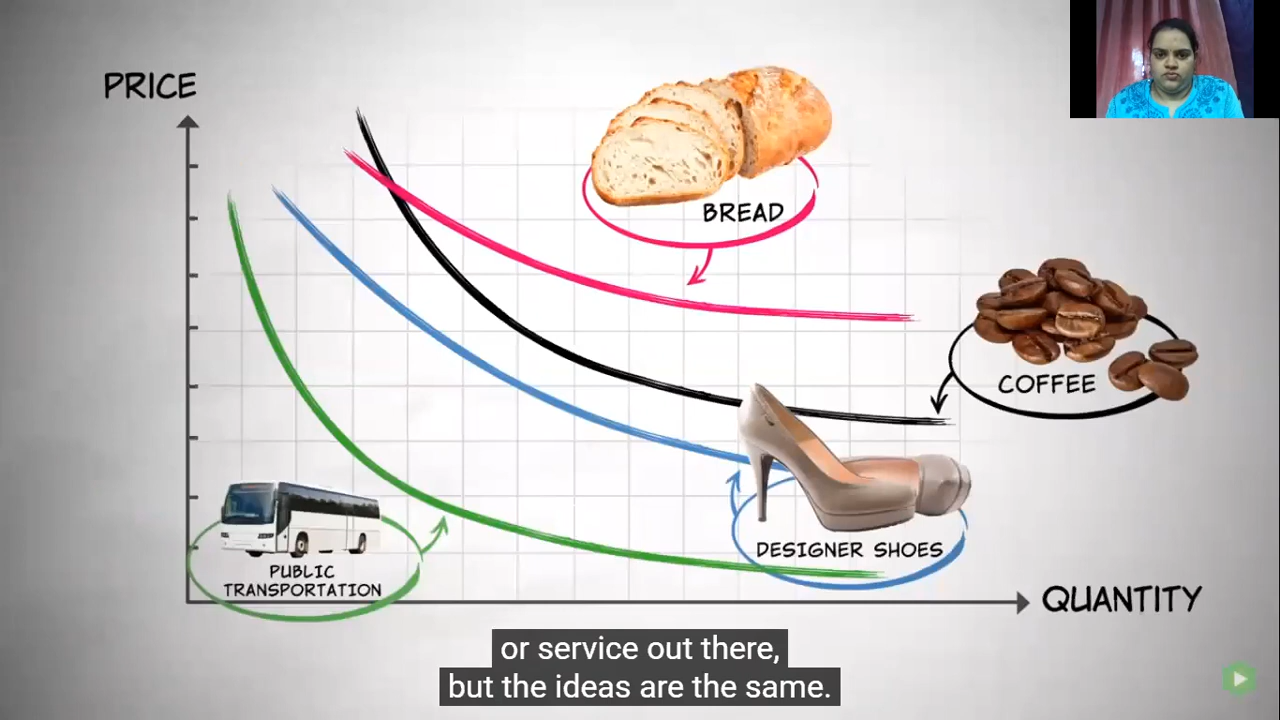 PRICE
BREAD
COFFEE
DESIGNER SHOES
PUBLIC
TRANSPORTATION
QUANTITY
or service out there,
but the ideas are the same.